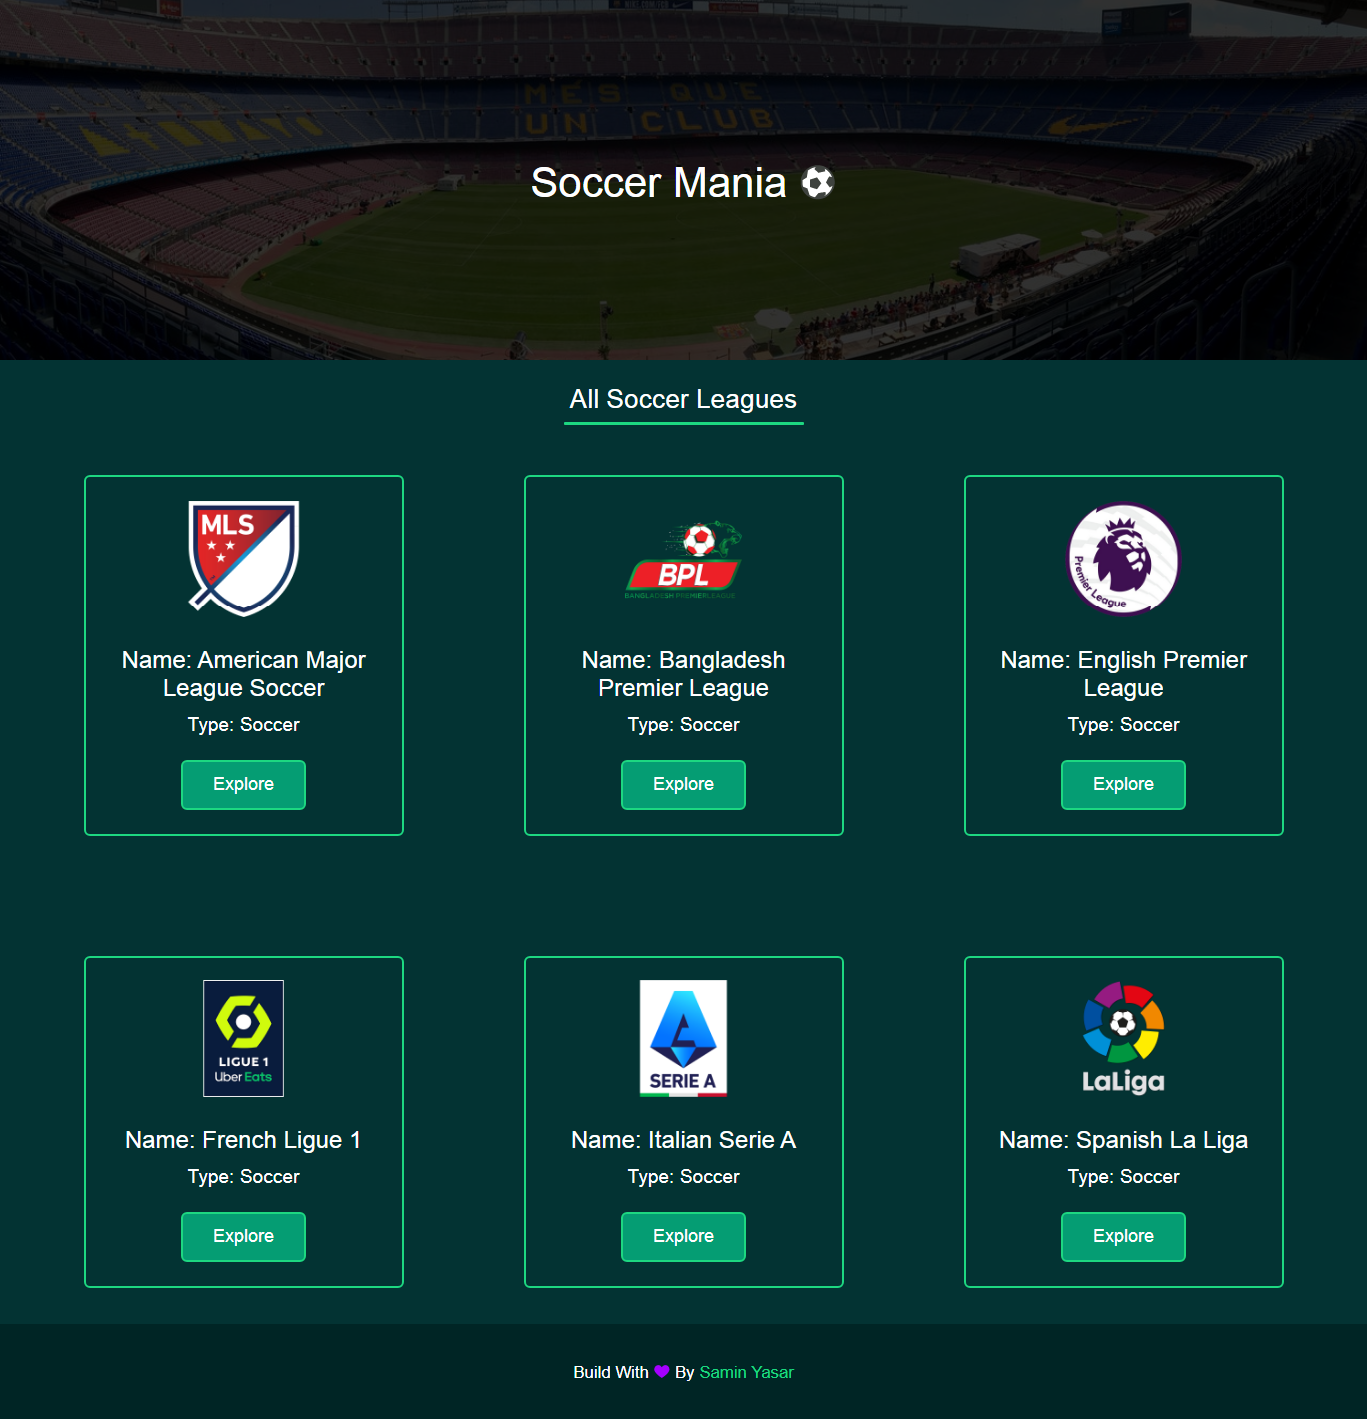 MÉS QUE
UN CLUB
Soccer Mania
All Soccer Leagues
MLS
Name: American Major
League Soccer
Type: Soccer
Explore
BPL
BANGLADESH PREMIER LEAGUE
Name: Bangladesh
Premier League
Type: Soccer
Explore
Premier League
Name: English Premier
League
Type: Soccer
Explore
LIGUE 1
Uber Eats
Name: French Ligue 1
Type: Soccer
Explore
SERIE A
Name: Italian Serie A
Type: Soccer
Explore
LaLiga
Name: Spanish La Liga
Type: Soccer
Explore
Build With 💜 By Samin Yasar